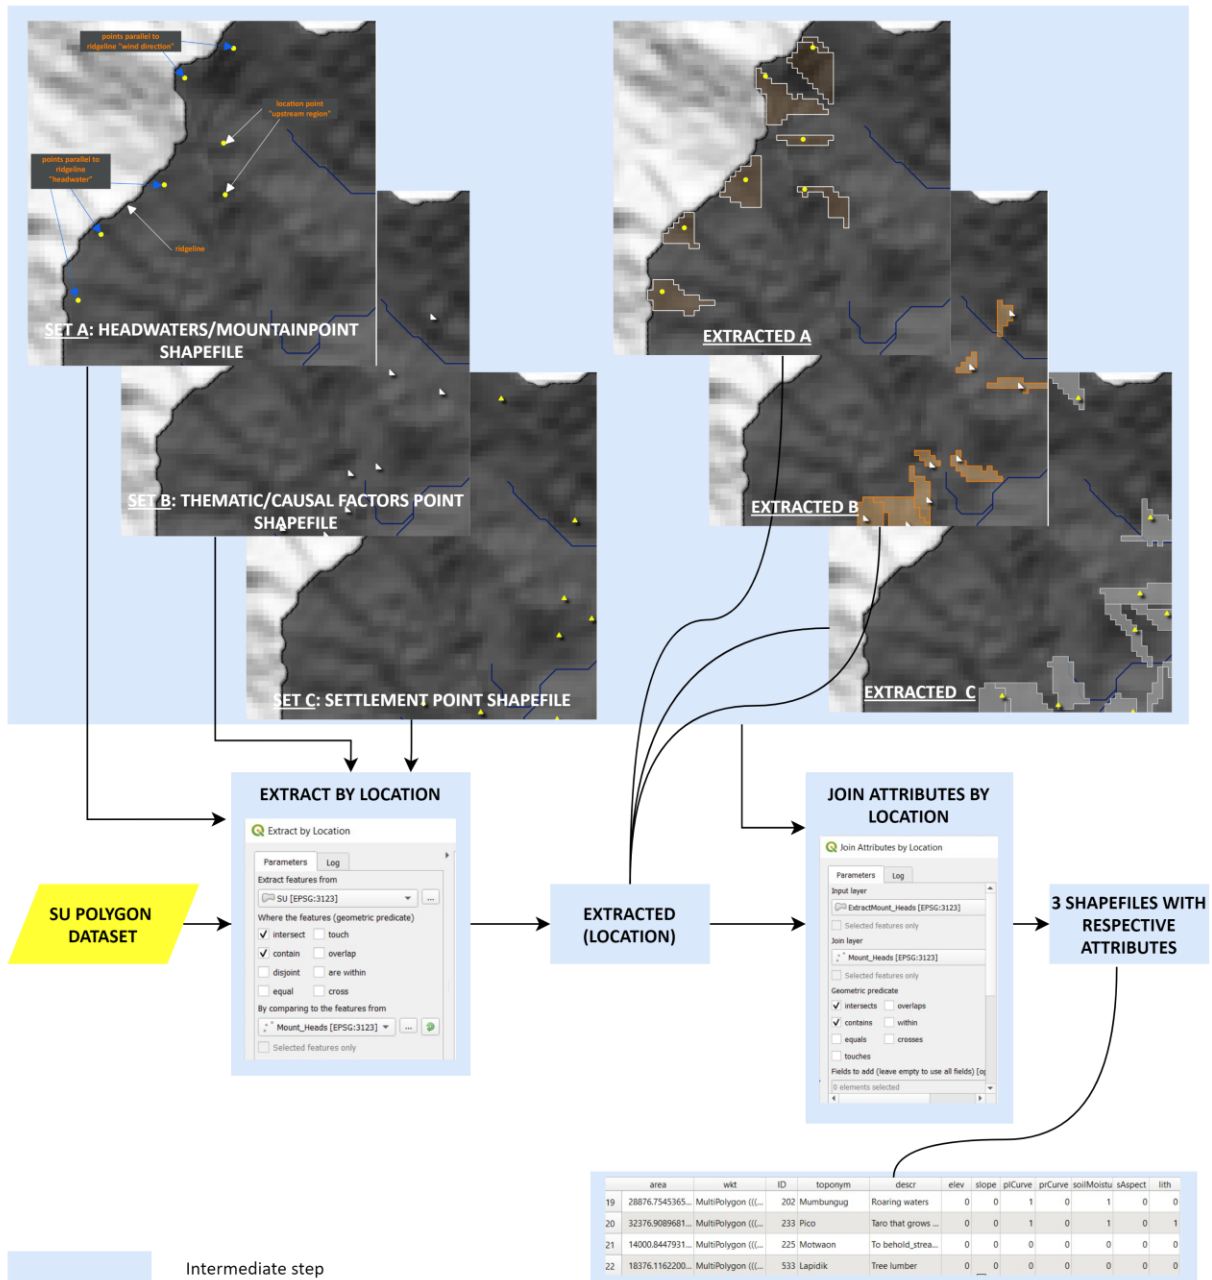 points parallel to
ridgeline "wind direction"
location point
"upstream region"
points parallel to
ridgeline
"headwater"
ridgeline
SET A: HEADWATERS/MOUNTAINPOINT
SHAPEFILE
SET B: THEMATIC/CAUSAL FACTORS POINT
SHAPEFILE
SET C: SETTLEMENT POINT SHAPEFILE
EXTRACTED A
EXTRACTED B
EXTRACTED C
SU POLYGON
DATASET
EXTRACT BY LOCATION
Extract by Location
Parameters Log
Extract features from
SU [EPSG:3123] ...
Where the features (geometric predicate)
intersect touch
contain overlap
disjoint are within
equal cross
By comparing to the features from
Mount_Heads [EPSG:3123] ...
Selected features only
EXTRACTED
(LOCATION)
JOIN ATTRIBUTES BY
LOCATION
Join Attributes by Location
Parameters Log
Input layer
ExtractMount_Heads [EPSG:3123]
Selected features only
Join layer
Mount_Heads [EPSG:3123]
Selected features only
Geometric predicate
intersects overlaps
contains within
equals crosses
touches
Fields to add (leave empty to use all fields) [op
0 elements selected
3 SHAPEFILES WITH
RESPECTIVE
ATTRIBUTES
area wkt ID toponym descr elev slope plCurve prCurve soilMoistu sAspect lith
19 28876.7545365... MultiPolygon (((... 202 Mumbungug Roaring waters 0 0 1 0 1 0 0
20 32376.9089681... MultiPolygon (((... 233 Pico Taro that grows ... 0 0 1 0 1 0 1
21 14000.8447931... MultiPolygon (((... 225 Motwaon To behold_strea... 0 0 0 0 0 0 0
22 18376.1162200... MultiPolygon (((... 533 Lapidik Tree lumber 0 0 0 0 0 0 0
Intermediate step